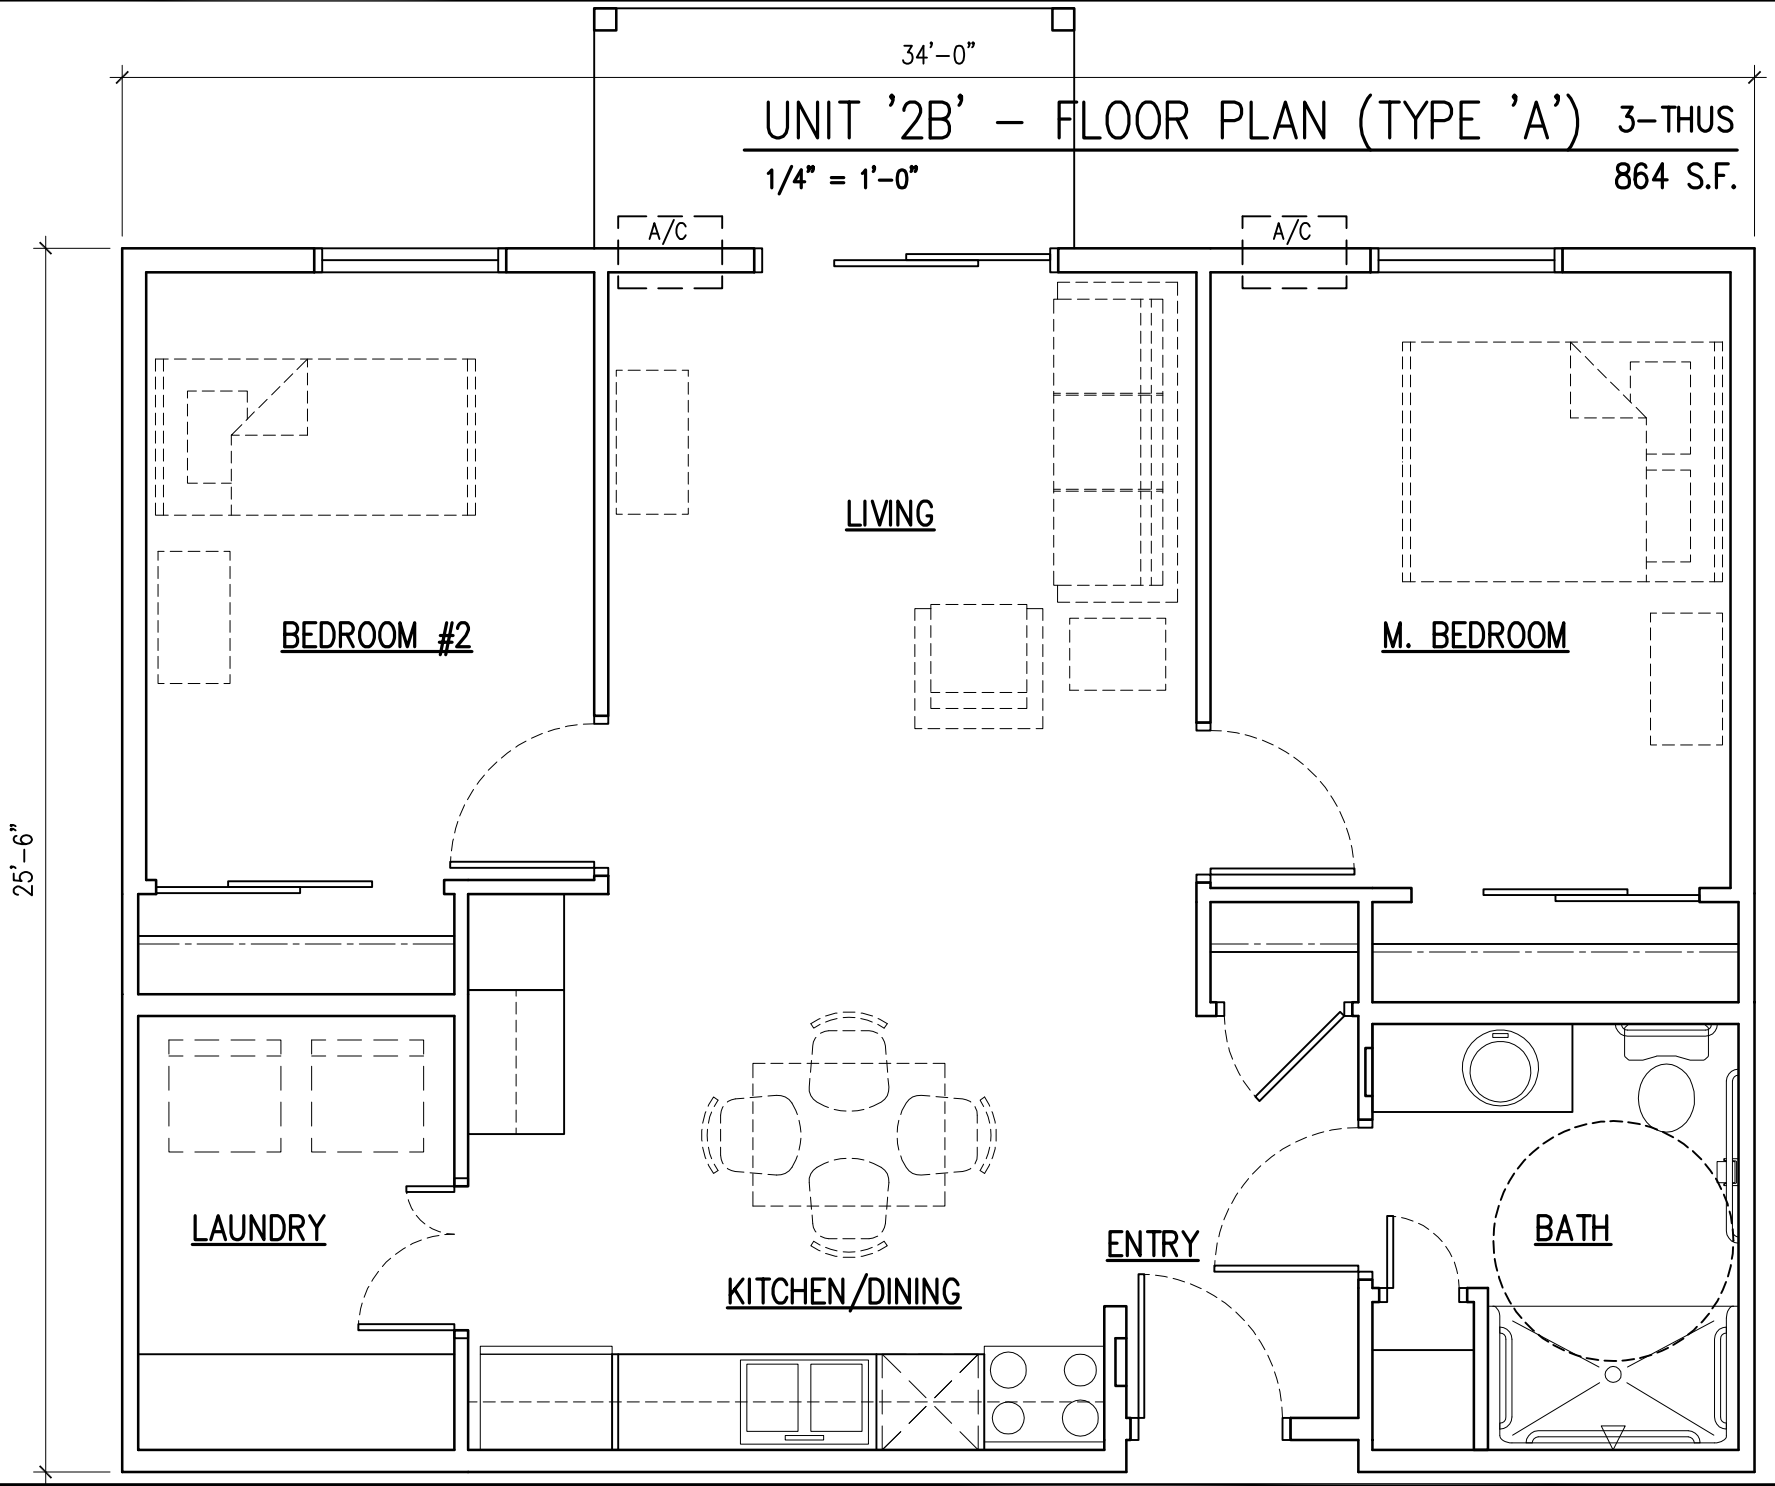 34'-0"
UNIT '2B' - FLOOR PLAN (TYPE 'A') 3-THUS
1/4" = 1'-0" 864 S.F.
A/C A/C
LIVING
BEDROOM #2 M. BEDROOM
25'-6"
LAUNDRY ENTRY BATH
KITCHEN/DINING